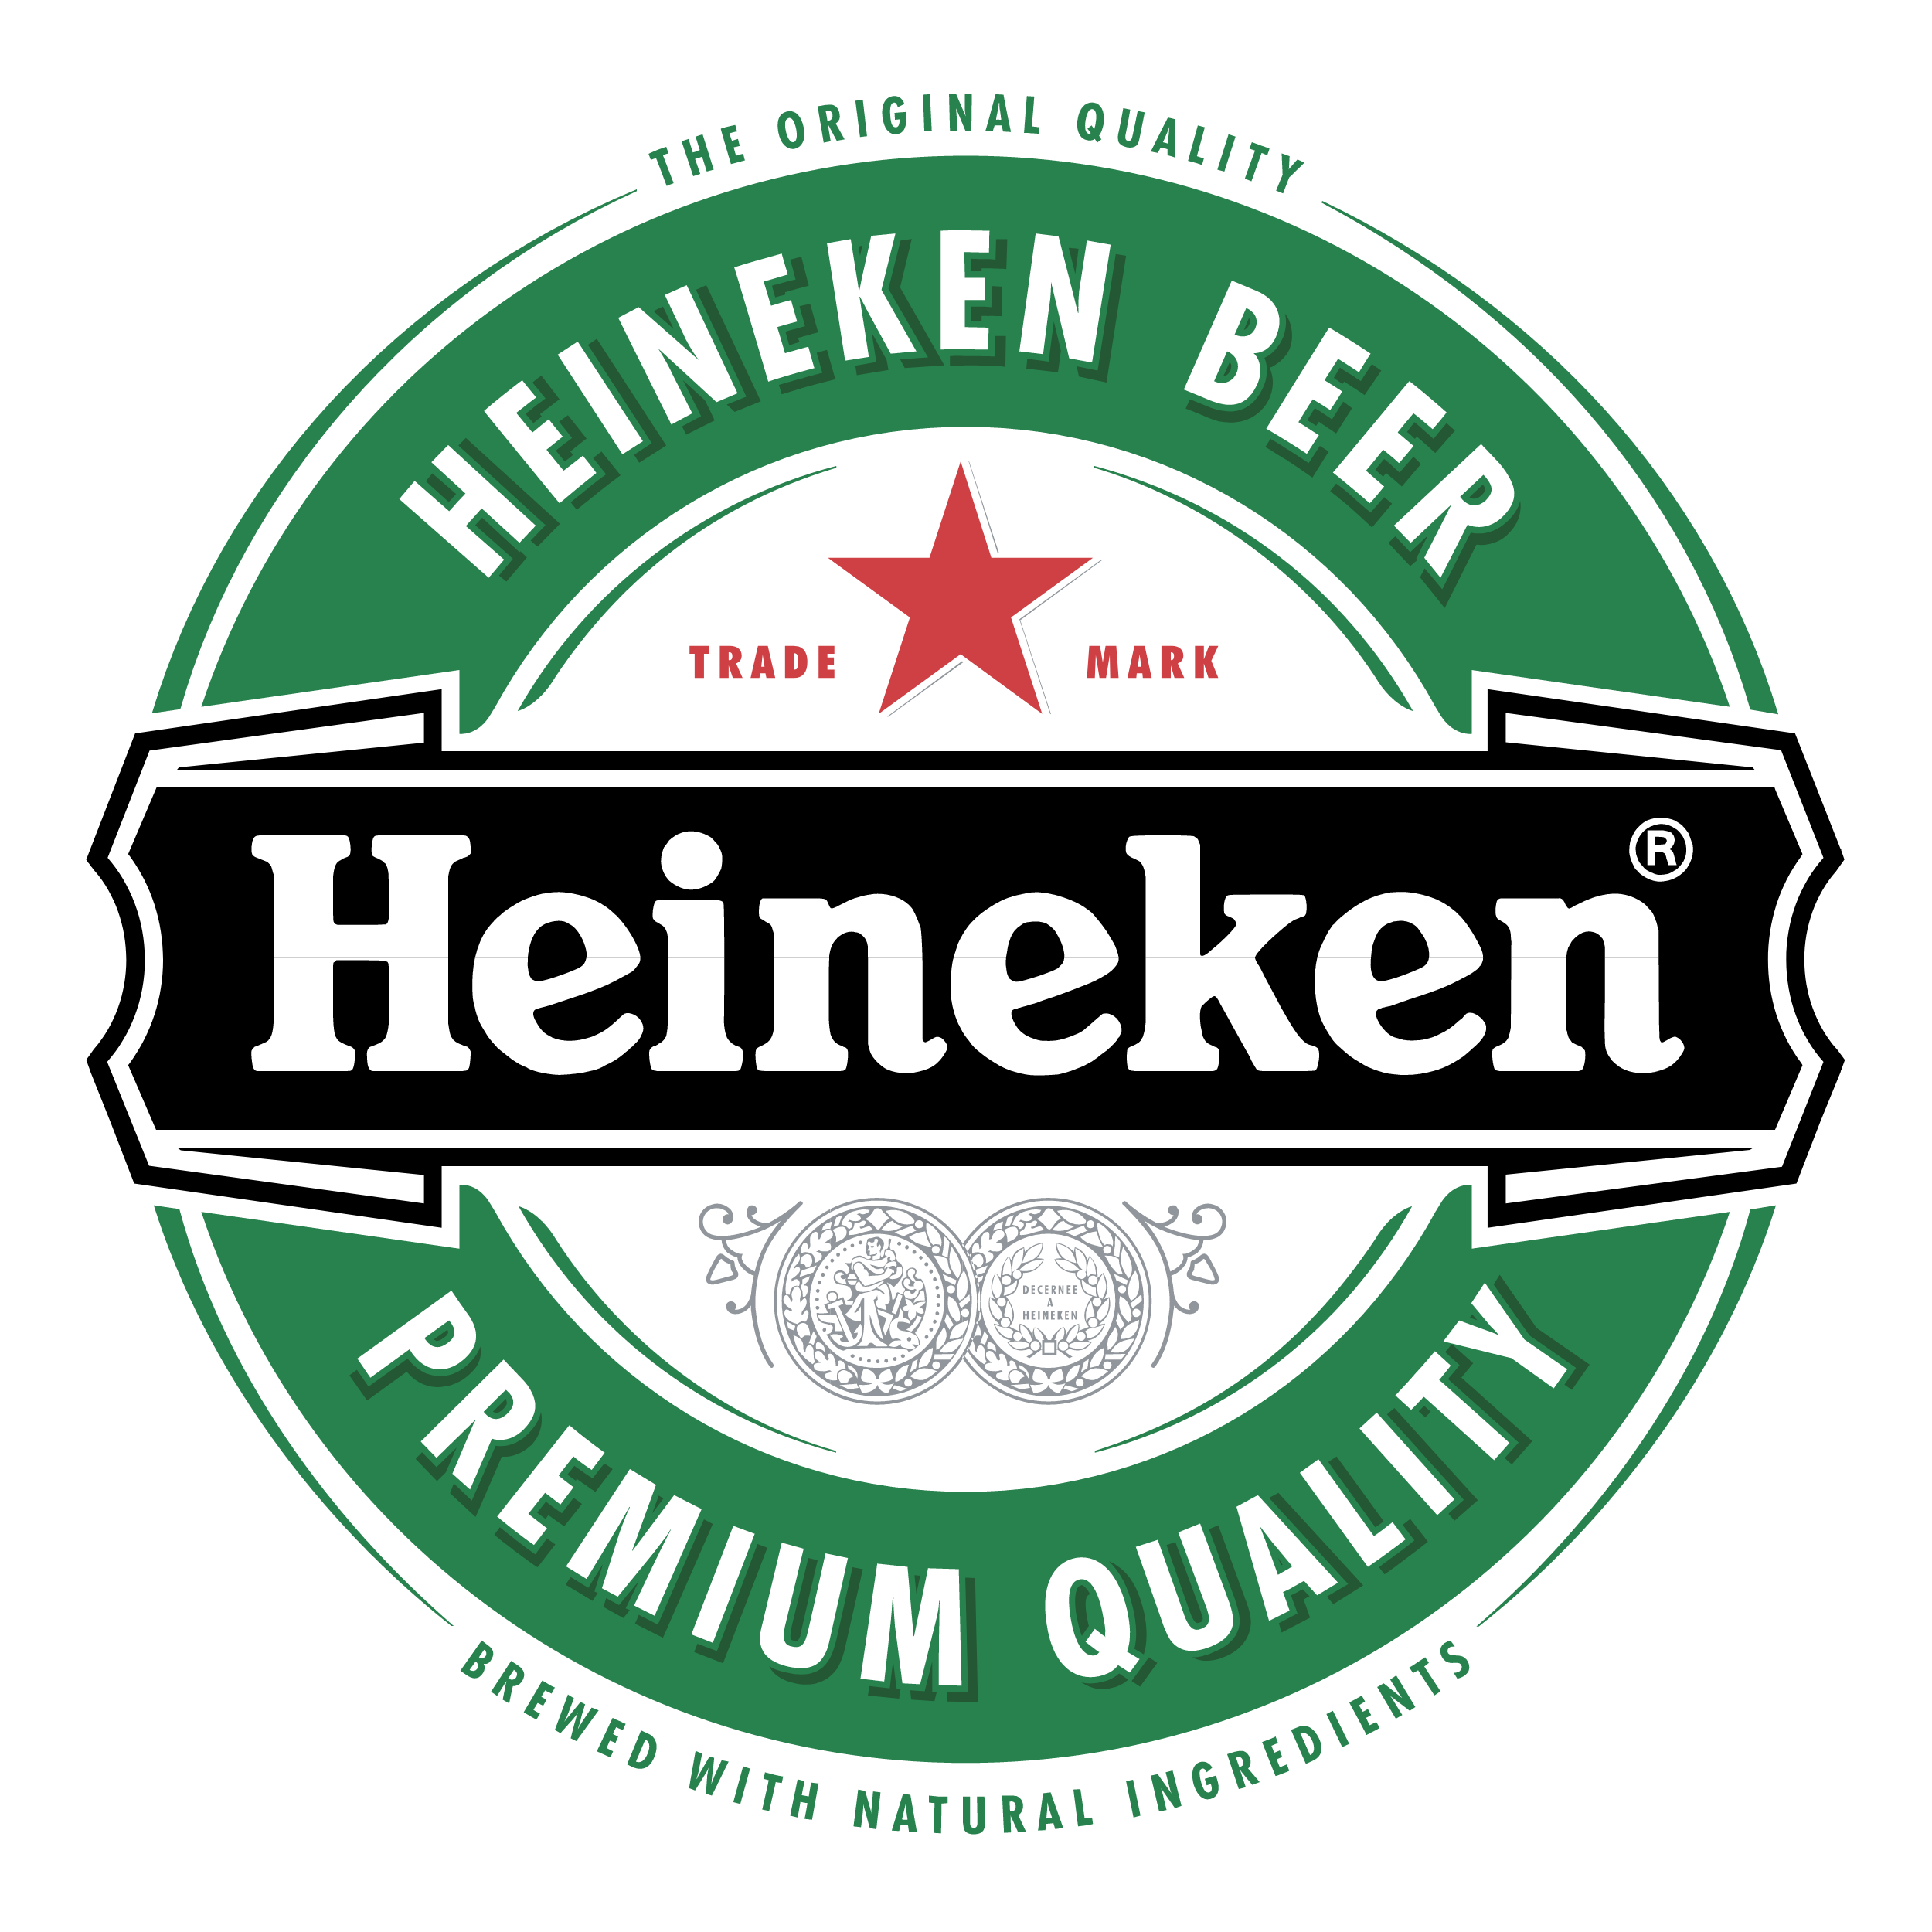 THE ORIGINAL QUALITY
HEINEKEN BEER
TRADE MARK
Heineken®
DECERNEE
A
HEINEKEN
PREMIUM QUALITY
BREWED WITH NATURAL INGREDIENTS